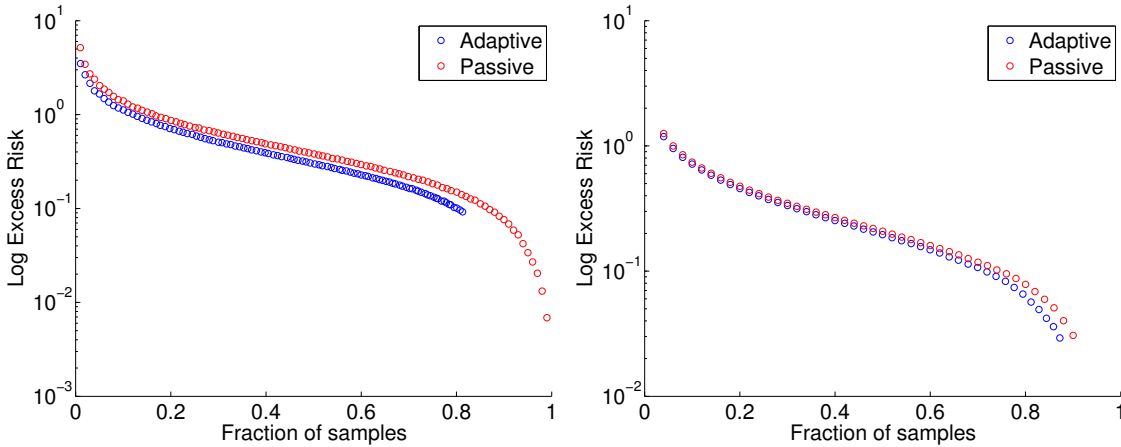 10^1
10^0
10^-1
10^-2
10^-3
Log Excess Risk
0 0.2 0.4 0.6 0.8 1
Fraction of samples
Adaptive
Passive
10^1
10^0
10^-1
10^-2
Log Excess Risk
0 0.2 0.4 0.6 0.8 1
Fraction of samples
Adaptive
Passive